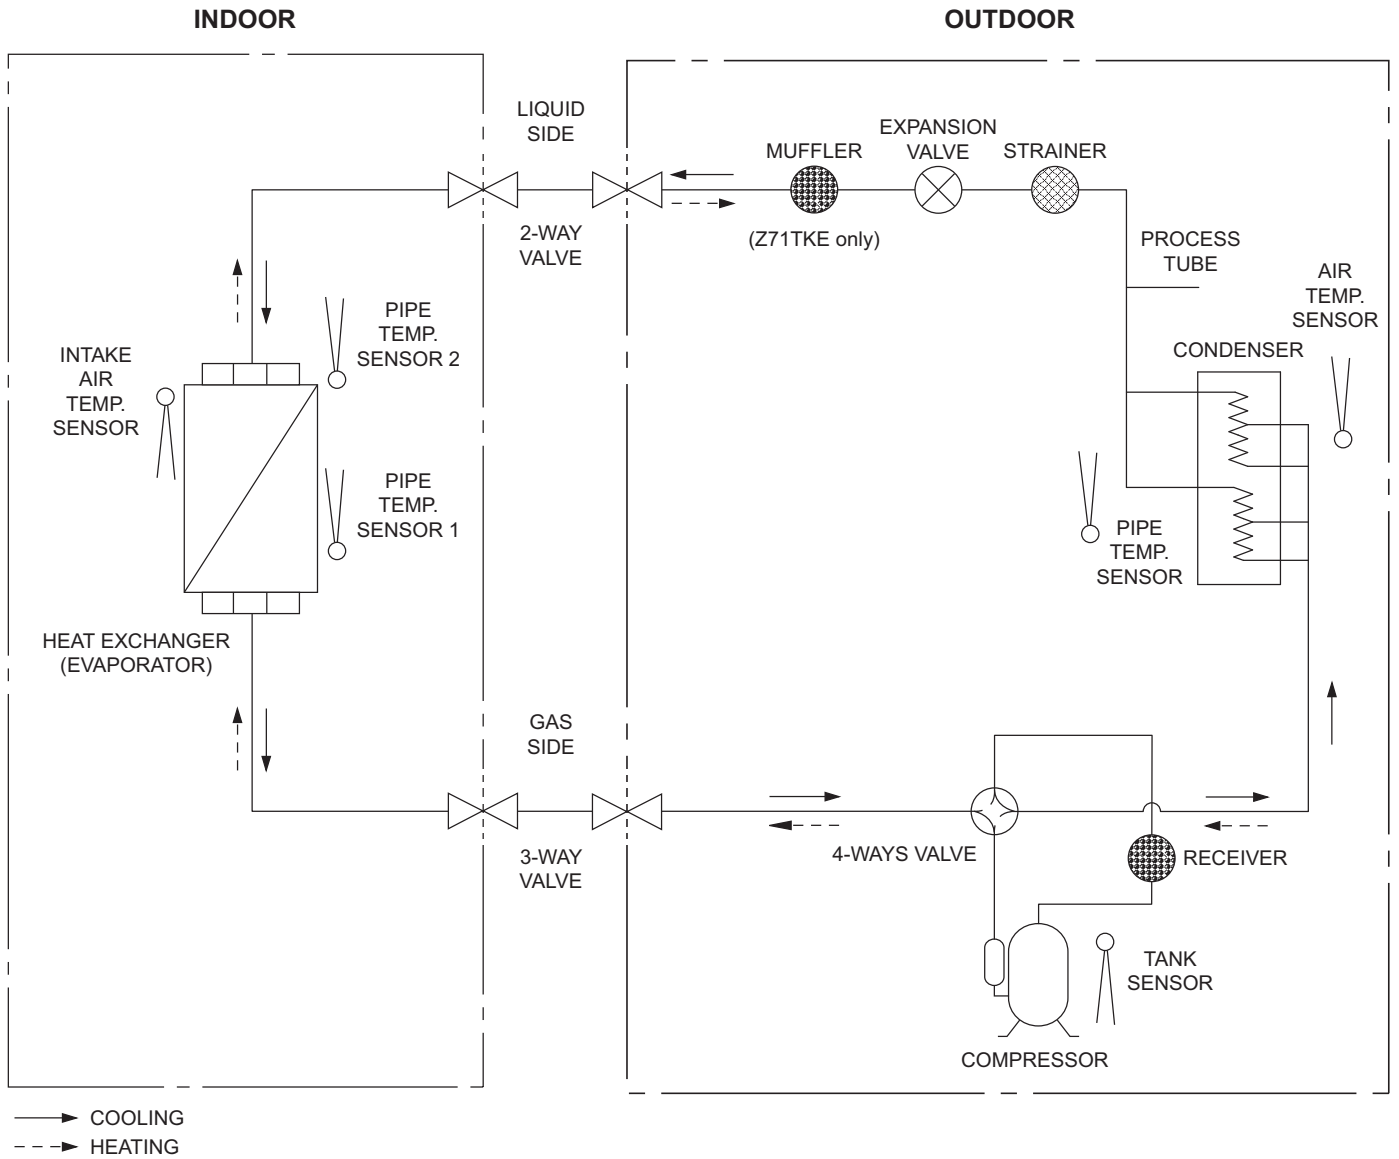 INDOOR
OUTDOOR
LIQUID
SIDE
2-WAY
VALVE
MUFFLER
(Z71TKE only)
EXPANSION
VALVE
STRAINER
PROCESS
TUBE
AIR
TEMP.
SENSOR
CONDENSER
PIPE
TEMP.
SENSOR
INTAKE
AIR
TEMP.
SENSOR
PIPE
TEMP.
SENSOR 2
PIPE
TEMP.
SENSOR 1
HEAT EXCHANGER
(EVAPORATOR)
GAS
SIDE
3-WAY
VALVE
4-WAYS VALVE
RECEIVER
TANK
SENSOR
COMPRESSOR
COOLING
HEATING